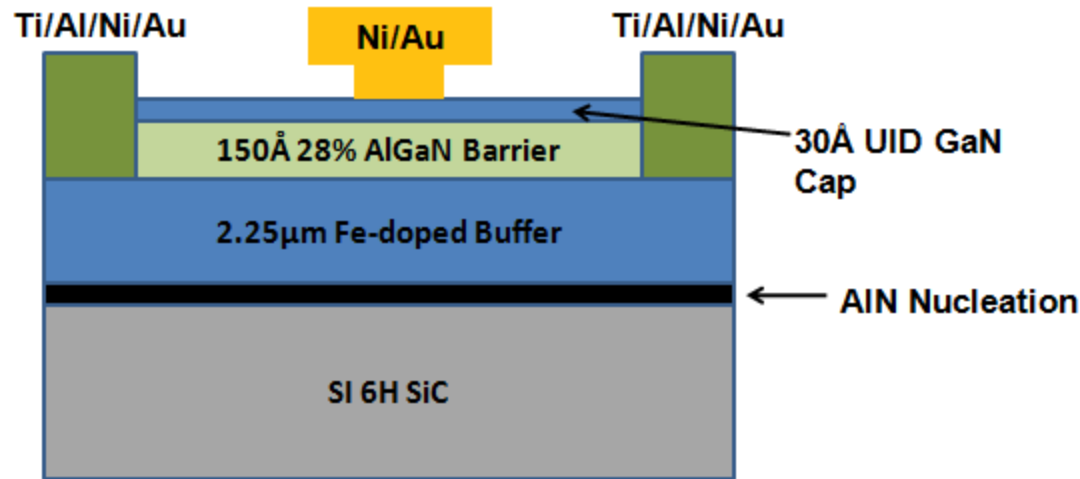 Ti/Al/Ni/Au
Ni/Au
Ti/Al/Ni/Au
30Å UID GaN
Cap
150Å 28% AlGaN Barrier
2.25μm Fe-doped Buffer
AlN Nucleation
SI 6H SiC